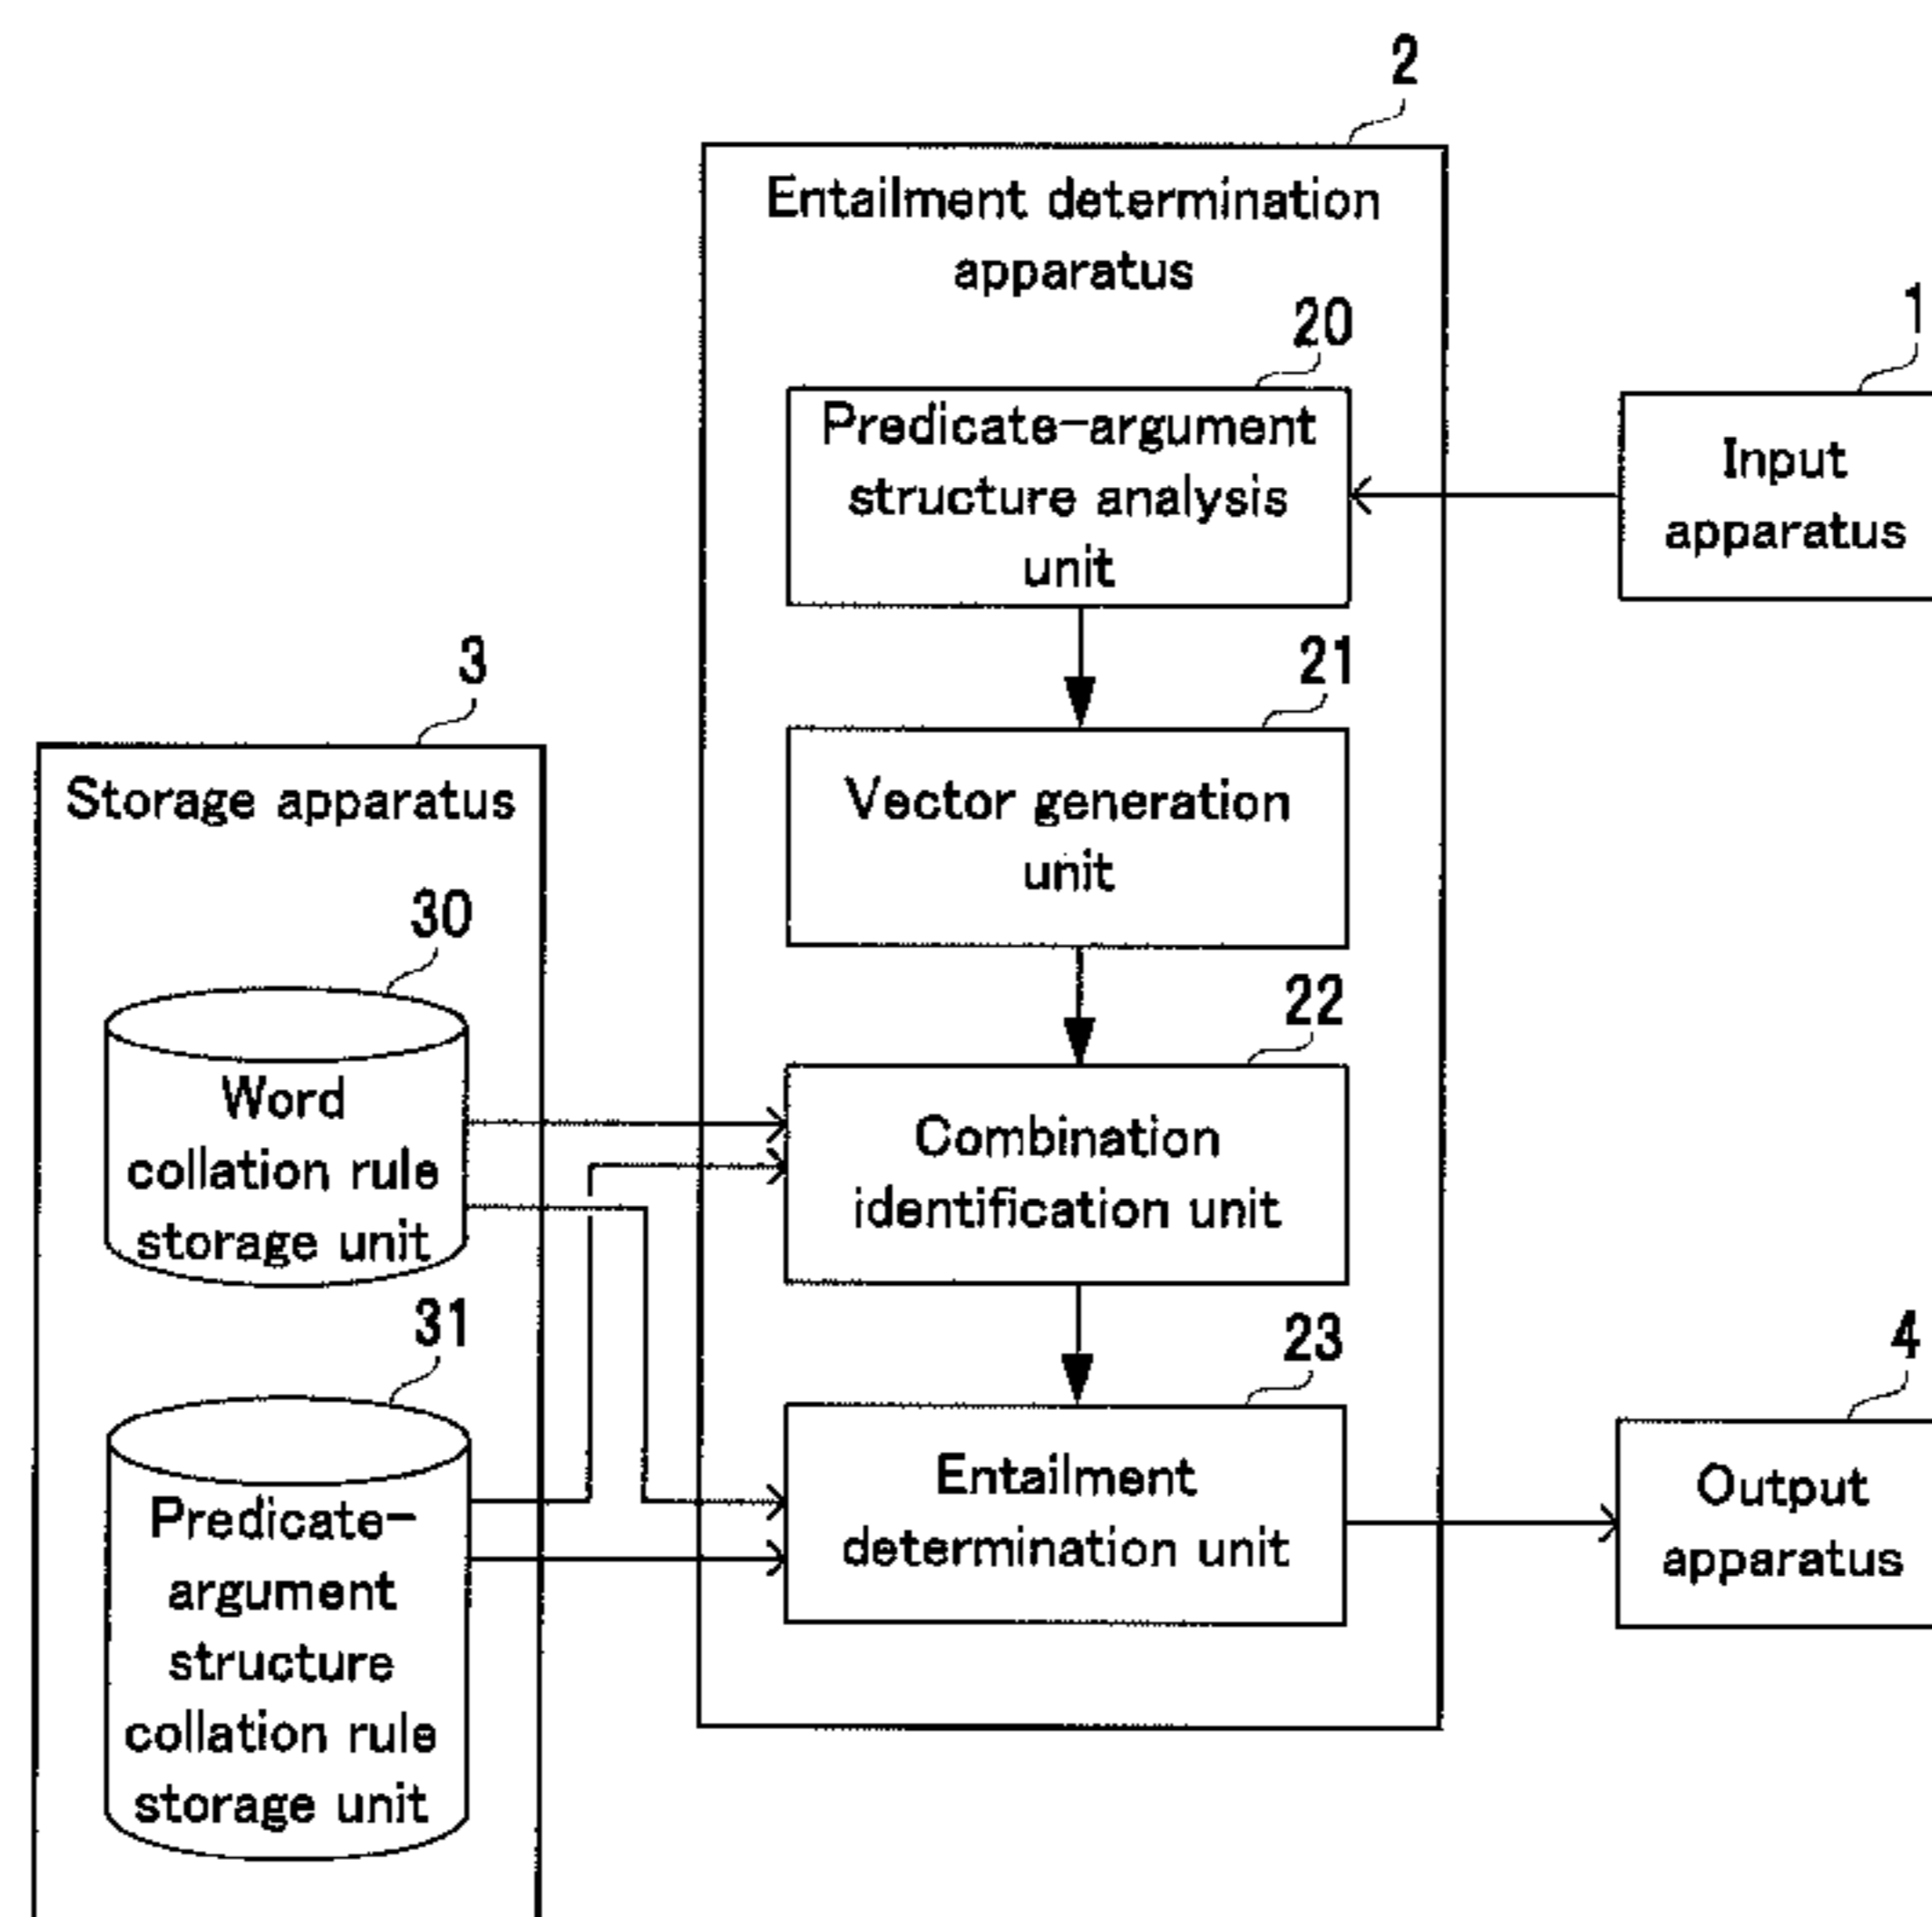 2
Entailment determination
apparatus
20
Predicate-argument
structure analysis
unit
1
Input
apparatus
21
Vector generation
unit
3
Storage apparatus
30
Word
collation rule
storage unit
22
Combination
identification unit
31
Predicate-
argument
structure
collation rule
storage unit
23
Entailment
determination unit
4
Output
apparatus